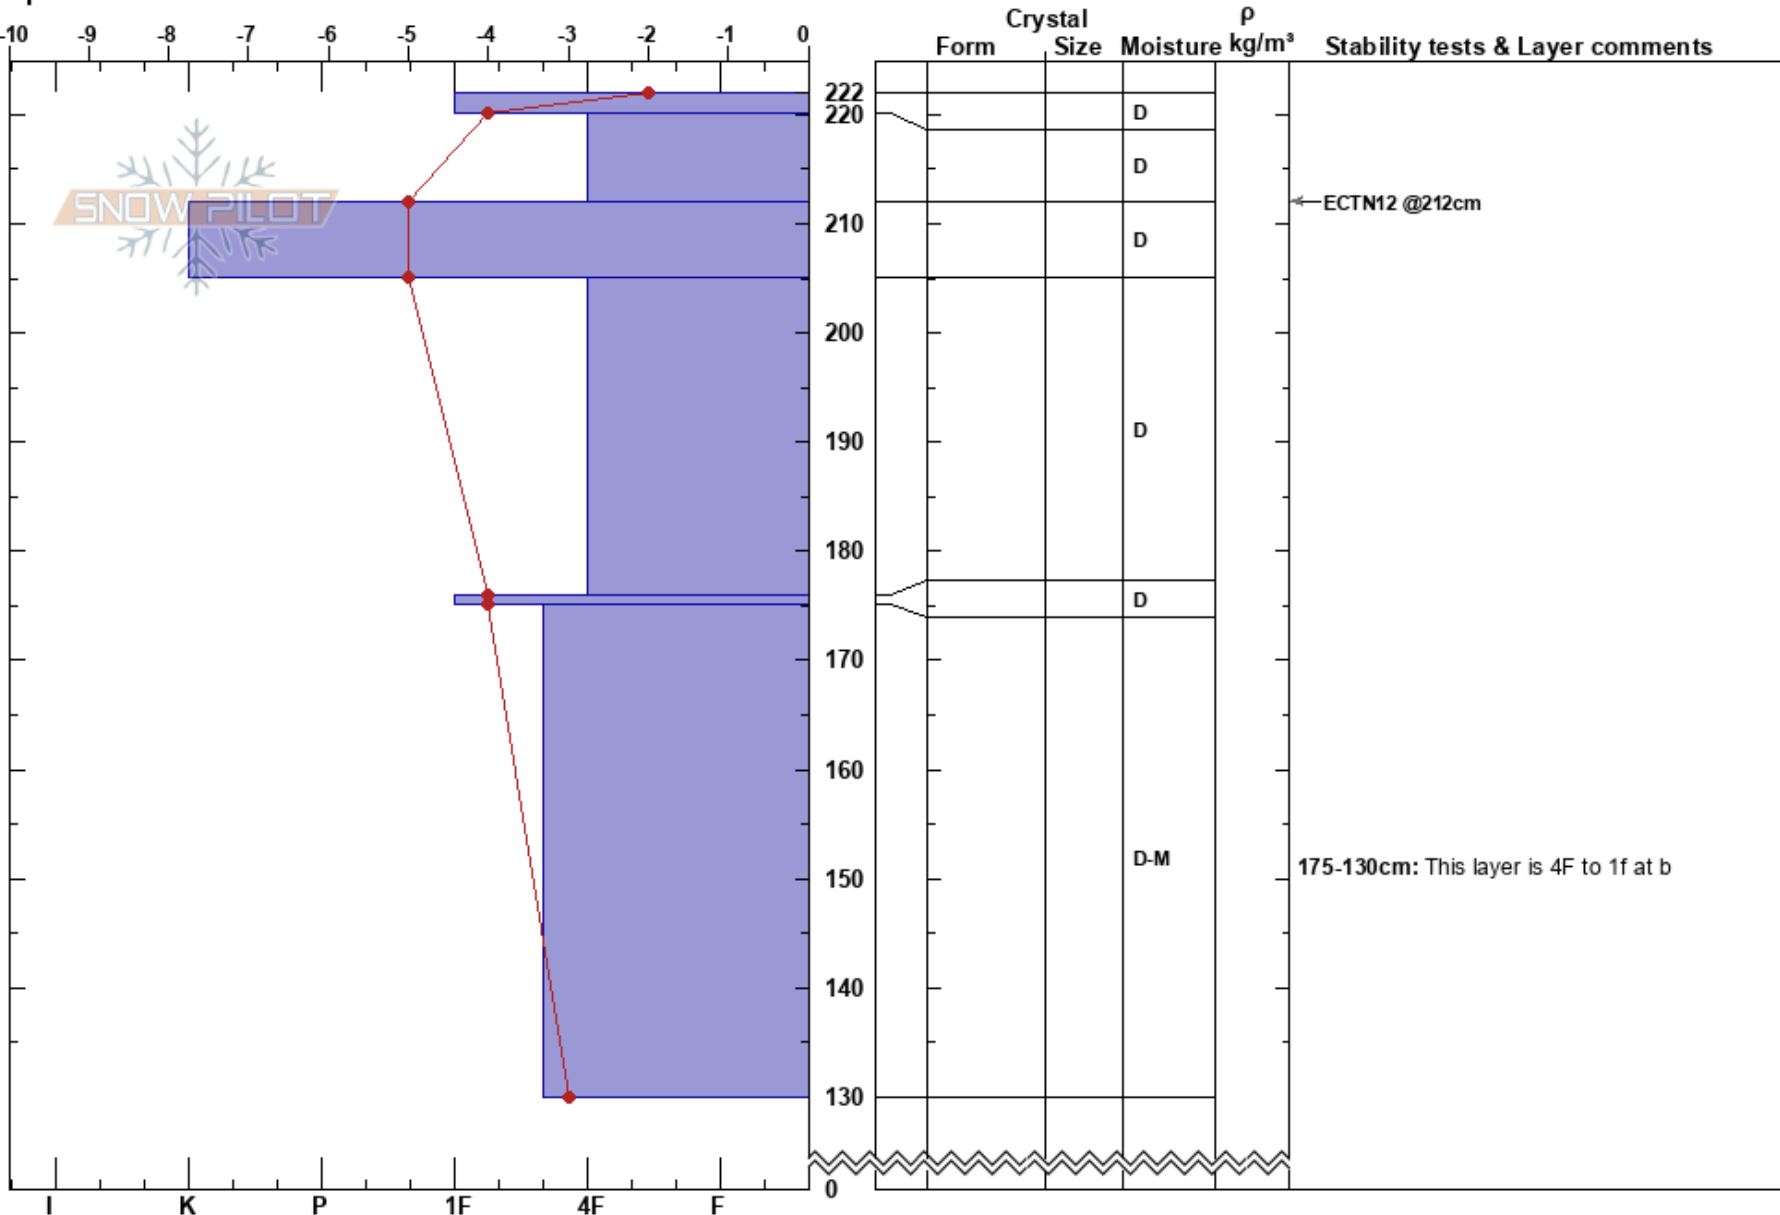 Crystal ρ
-10 -9 -8 -7 -6 -5 -4 -3 -2 -1 0 Form Size Moisture kg/m³ Stability tests & Layer comments
222
220 D
D
SNOW PILOT
ECTN12 @212cm
210
D
200
D
190
180
D
170
160
D-M
150 175-130cm: This layer is 4F to 1f at b
140
130
0
I K P 1F 4F F